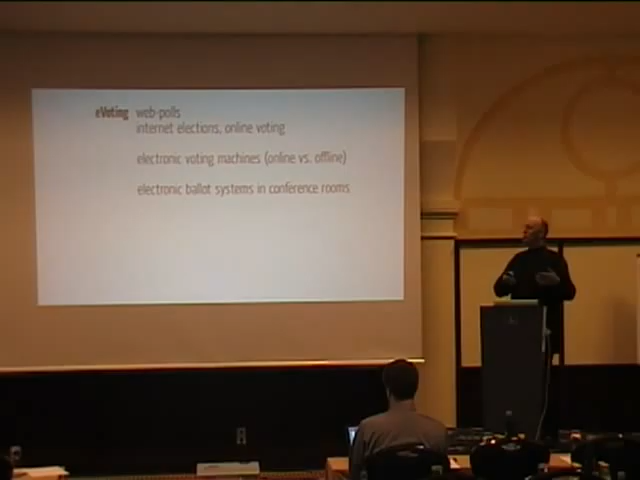 eVoting web-polls
internet elections, online voting
electronic voting machines (online vs. offline)
electronic ballot systems in conference rooms